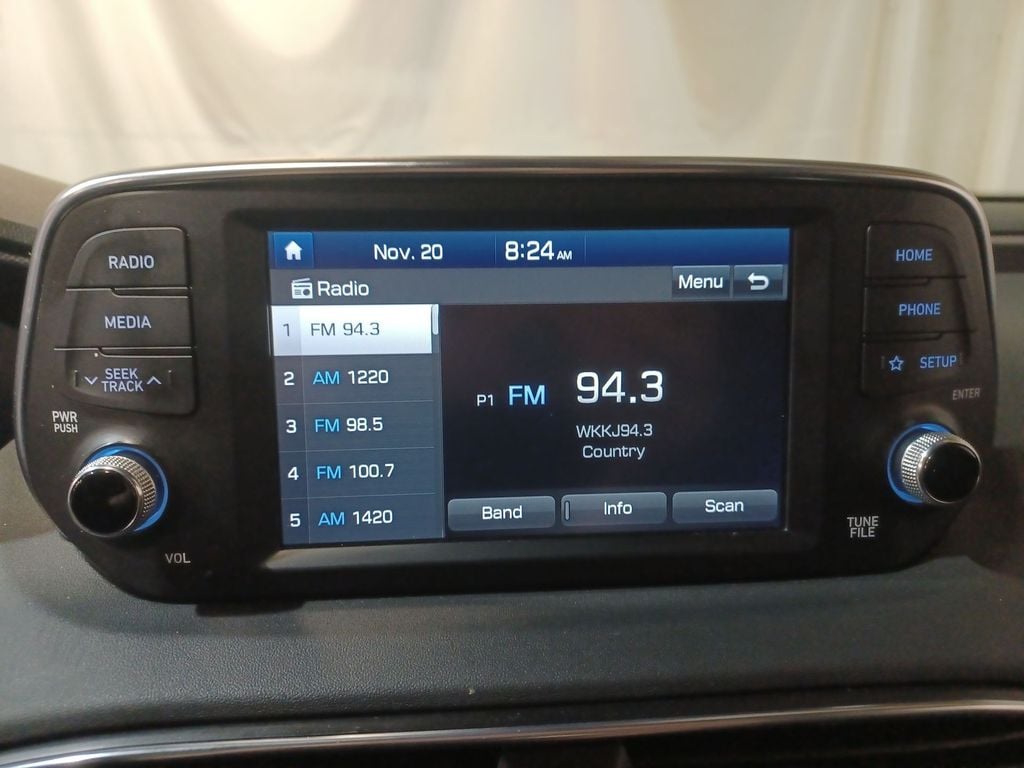 RADIO
MEDIA
SEEK
TRACK
PWR
PUSH
VOL
Nov. 20 8:24 AM
Radio Menu
1 FM 94.3
2 AM 1220
3 FM 98.5
4 FM 100.7
5 AM 1420
P1 FM 94.3
WKKJ94.3
Country
Band Info Scan
HOME
PHONE
SETUP
ENTER
TUNE
FILE